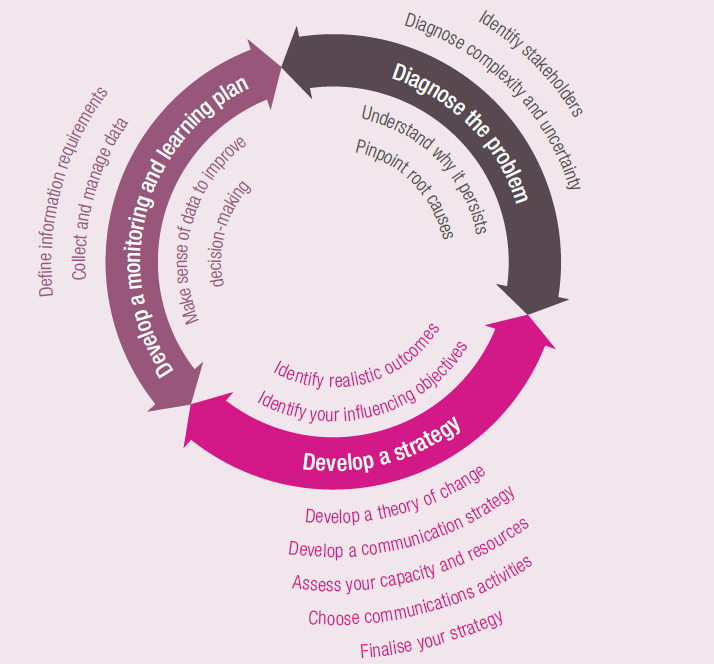 Diagnose the problem
Identify stakeholders
Diagnose complexity and uncertainty
Understand why it persists
Pinpoint root causes
Develop a strategy
Identify realistic outcomes
Identify your influencing objectives
Develop a theory of change
Develop a communication strategy
Assess your capacity and resources
Choose communications activities
Finalise your strategy
Develop a monitoring and learning plan
Define information requirements
Collect and manage data
Make sense of data to improve
decision-making